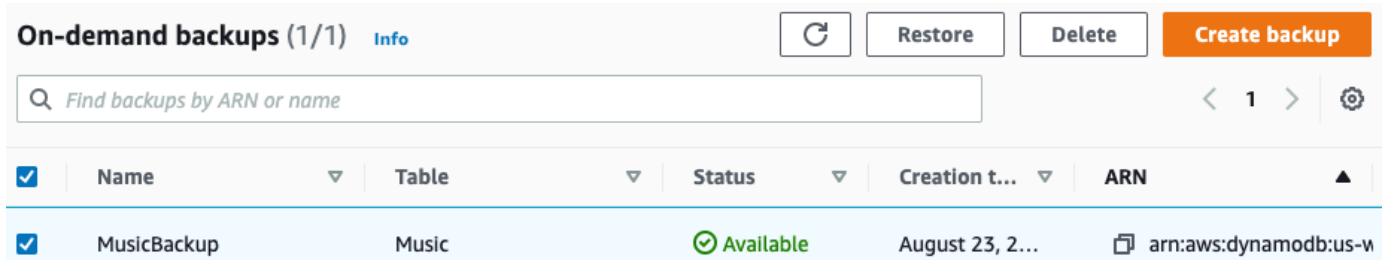 On-demand backups (1/1) Info Restore Delete Create backup
Find backups by ARN or name 1
Name Table Status Creation t... ARN
MusicBackup Music Available August 23, 2... arn:aws:dynamodb:us-w